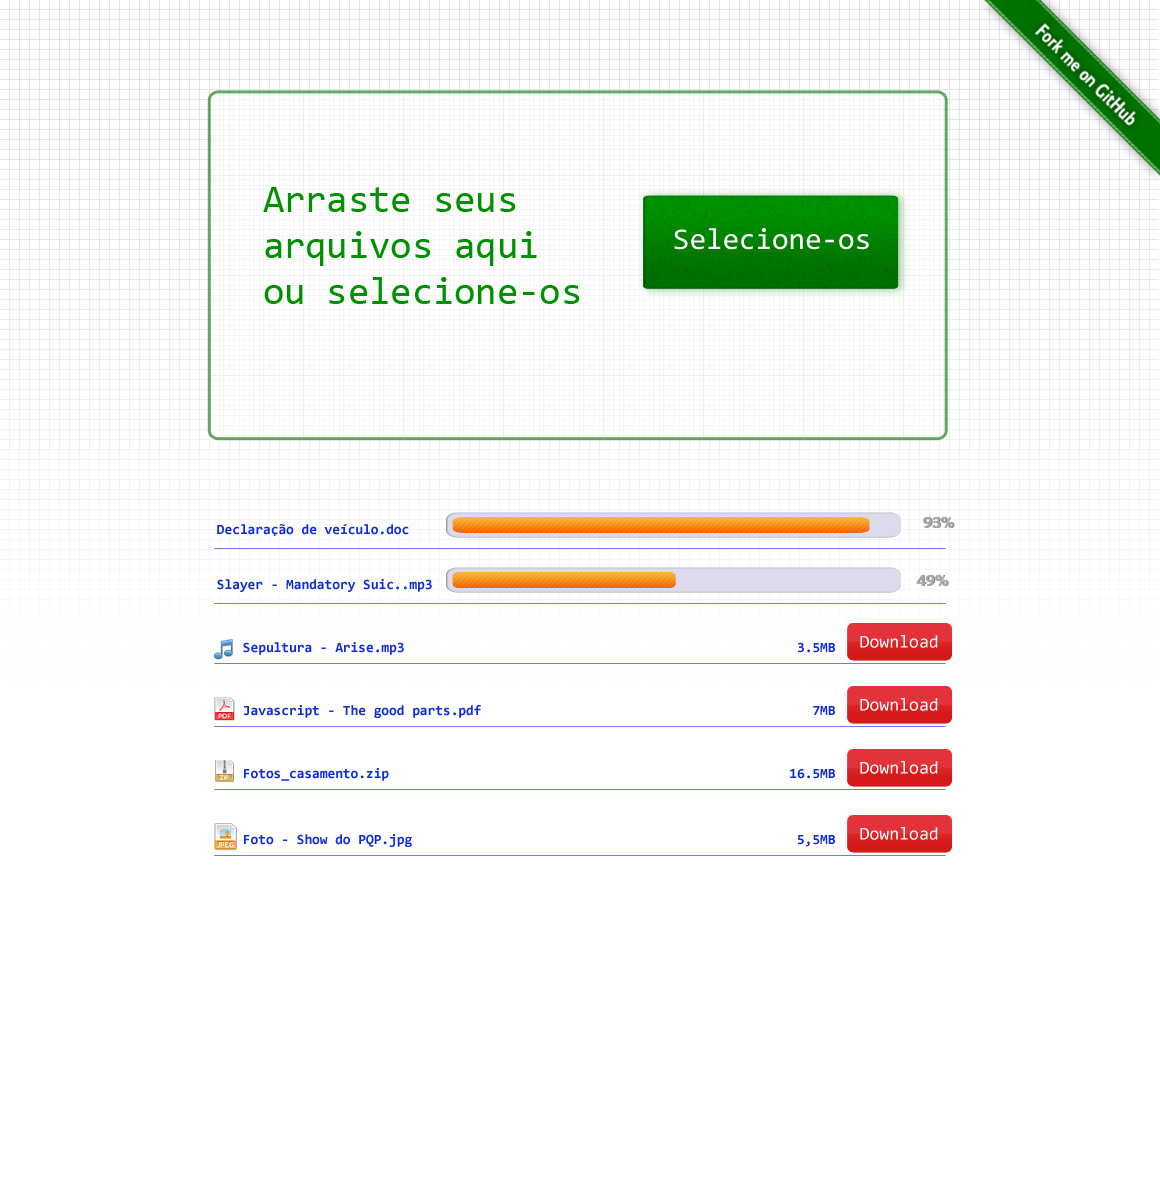 Fork me on GitHub
Arraste seus
arquivos aqui
ou selecione-os
Selecione-os
Declaração de veículo.doc 93%
Slayer - Mandatory Suic..mp3 49%
Sepultura - Arise.mp3 3.5MB Download
PDF Javascript - The good parts.pdf 7MB Download
ZIP Fotos_casamento.zip 16.5MB Download
JPEG Foto - Show do PQP.jpg 5,5MB Download